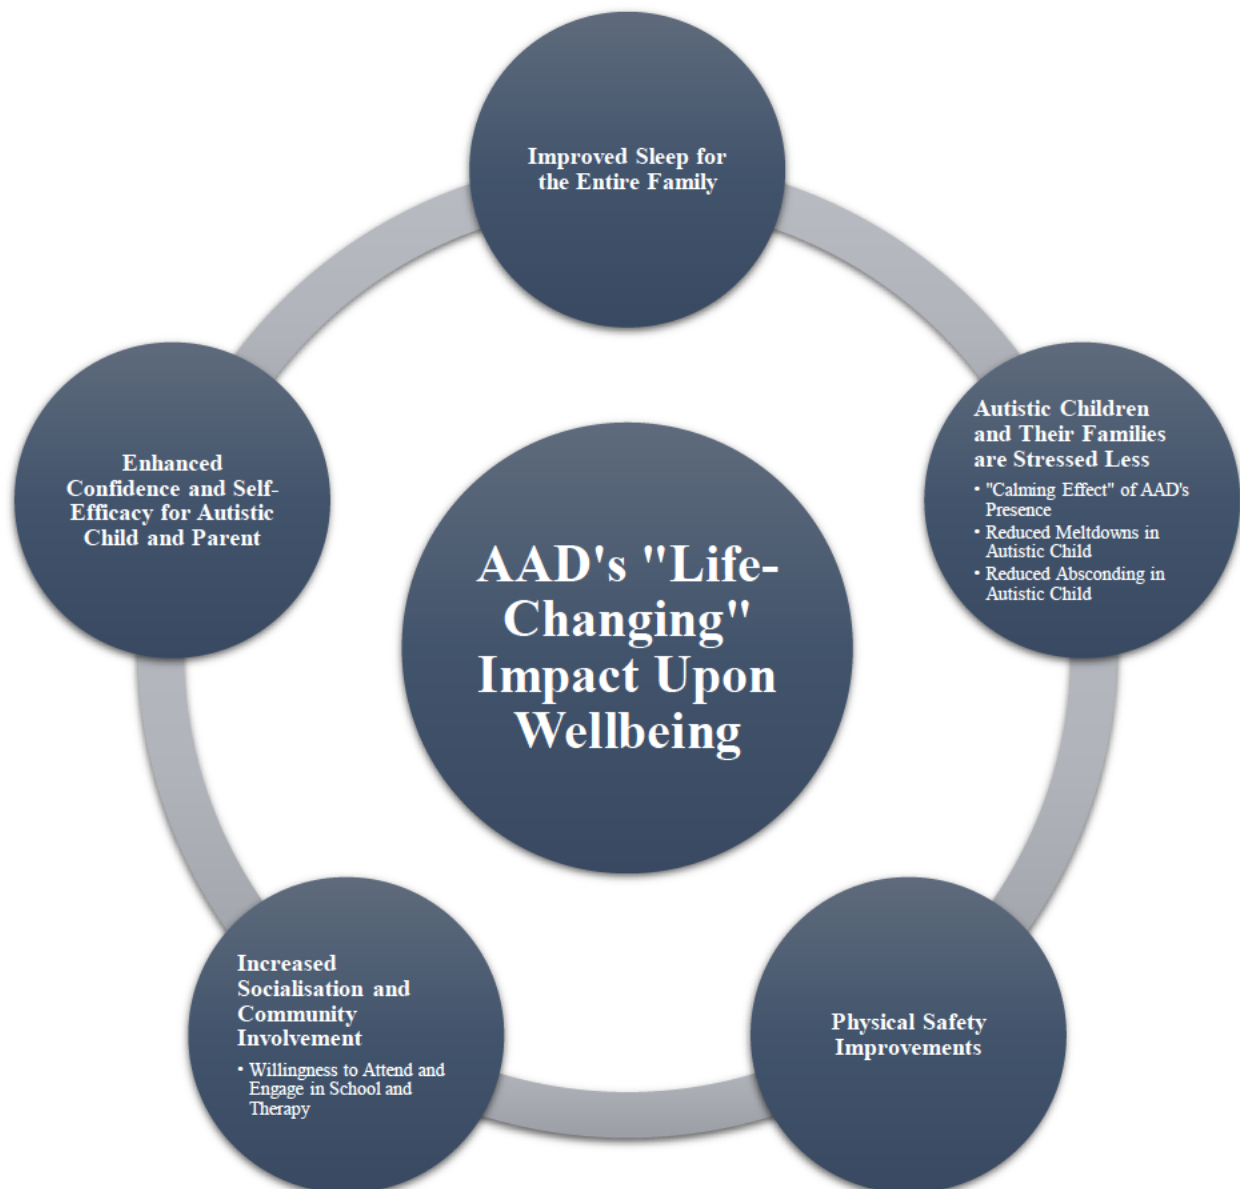 Improved Sleep for
the Entire Family
Autistic Children
and Their Families
are Stressed Less
• "Calming Effect" of AAD's
Presence
• Reduced Meltdowns in
Autistic Child
• Reduced Absconding in
Autistic Child
Enhanced
Confidence and Self-
Efficacy for Autistic
Child and Parent
AAD's "Life-
Changing"
Impact Upon
Wellbeing
Increased
Socialisation and
Community
Involvement
• Willingness to Attend and
Engage in School and
Therapy
Physical Safety
Improvements